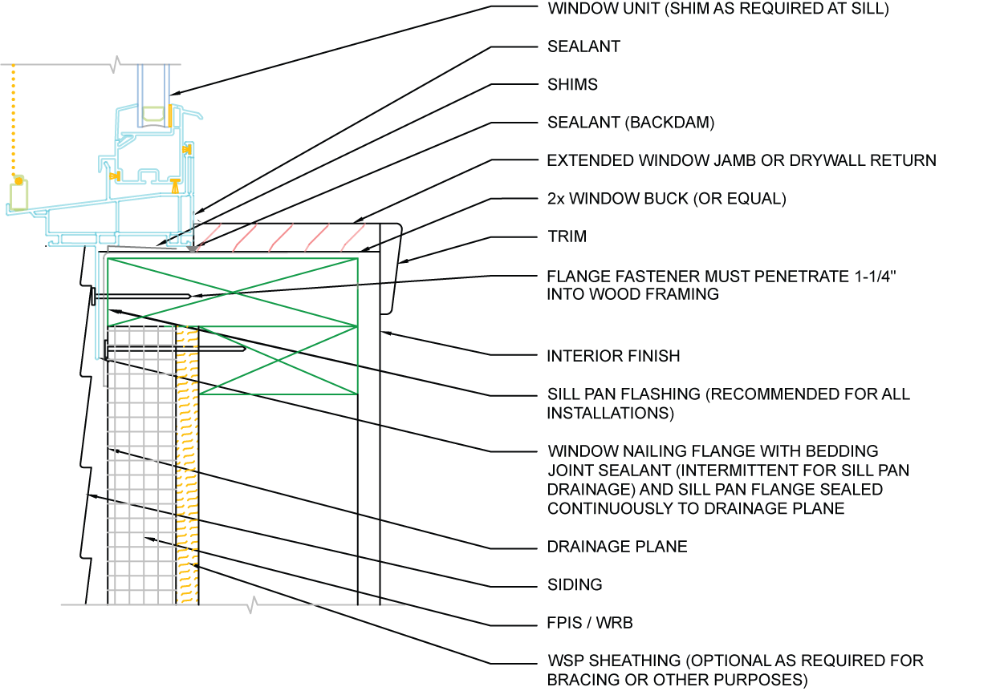 WINDOW UNIT (SHIM AS REQUIRED AT SILL)
SEALANT
SHIMS
SEALANT (BACKDAM)
EXTENDED WINDOW JAMB OR DRYWALL RETURN
2x WINDOW BUCK (OR EQUAL)
TRIM
FLANGE FASTENER MUST PENETRATE 1-1/4"
INTO WOOD FRAMING
INTERIOR FINISH
SILL PAN FLASHING (RECOMMENDED FOR ALL
INSTALLATIONS)
WINDOW NAILING FLANGE WITH BEDDING
JOINT SEALANT (INTERMITTENT FOR SILL PAN
DRAINAGE) AND SILL PAN FLANGE SEALED
CONTINUOUSLY TO DRAINAGE PLANE
DRAINAGE PLANE
SIDING
FPIS / WRB
WSP SHEATHING (OPTIONAL AS REQUIRED FOR
BRACING OR OTHER PURPOSES)